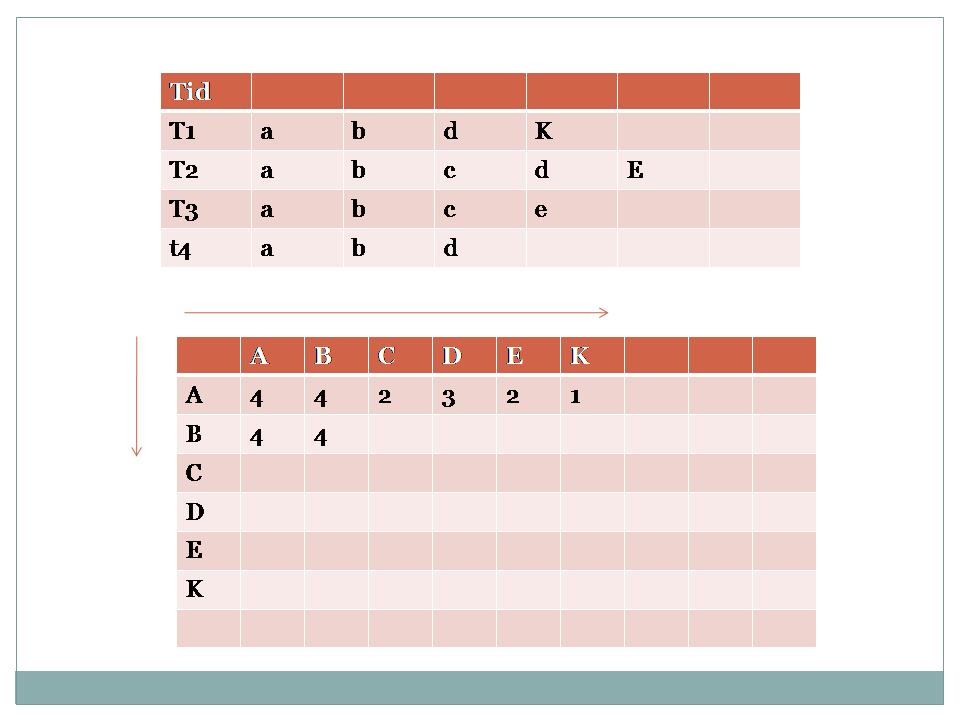 Tid
T1 a b d K
T2 a b c d E
T3 a b c e
t4 a b d
A B C D E K
A 4 4 2 3 2 1
B 4 4
C
D
E
K